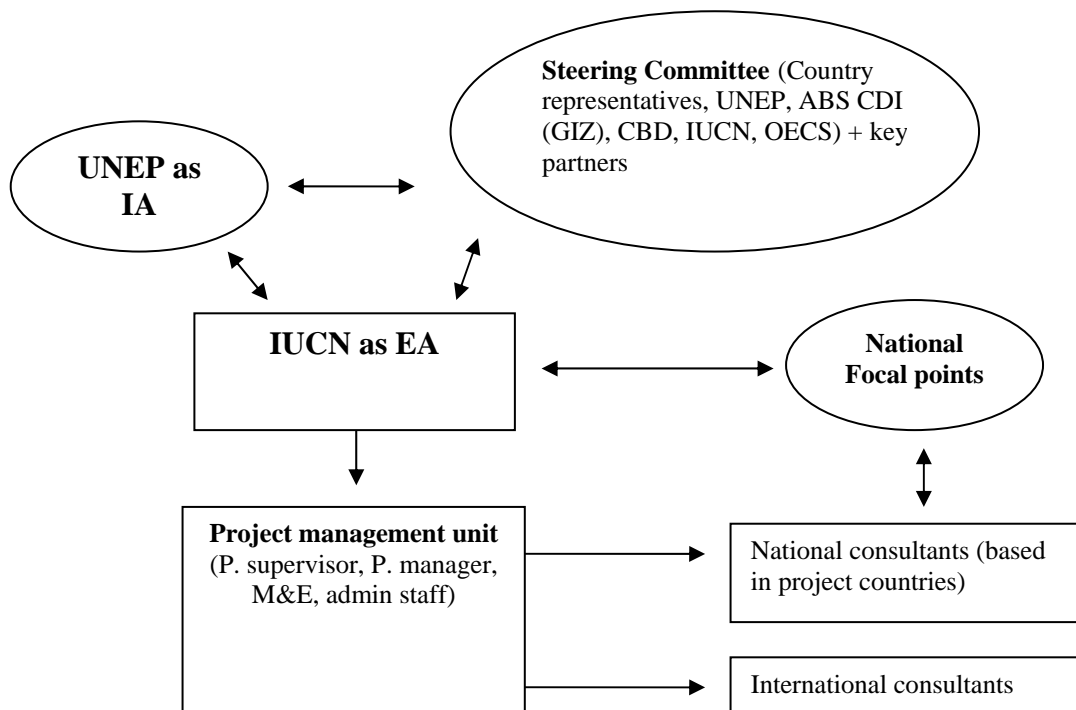 Steering Committee (Country
representatives, UNEP, ABS CDI
(GIZ), CBD, IUCN, OECS) + key
partners
UNEP as
IA
IUCN as EA
National
Focal points
Project management unit
(P. supervisor, P. manager,
M&E, admin staff)
National consultants (based
in project countries)
International consultants